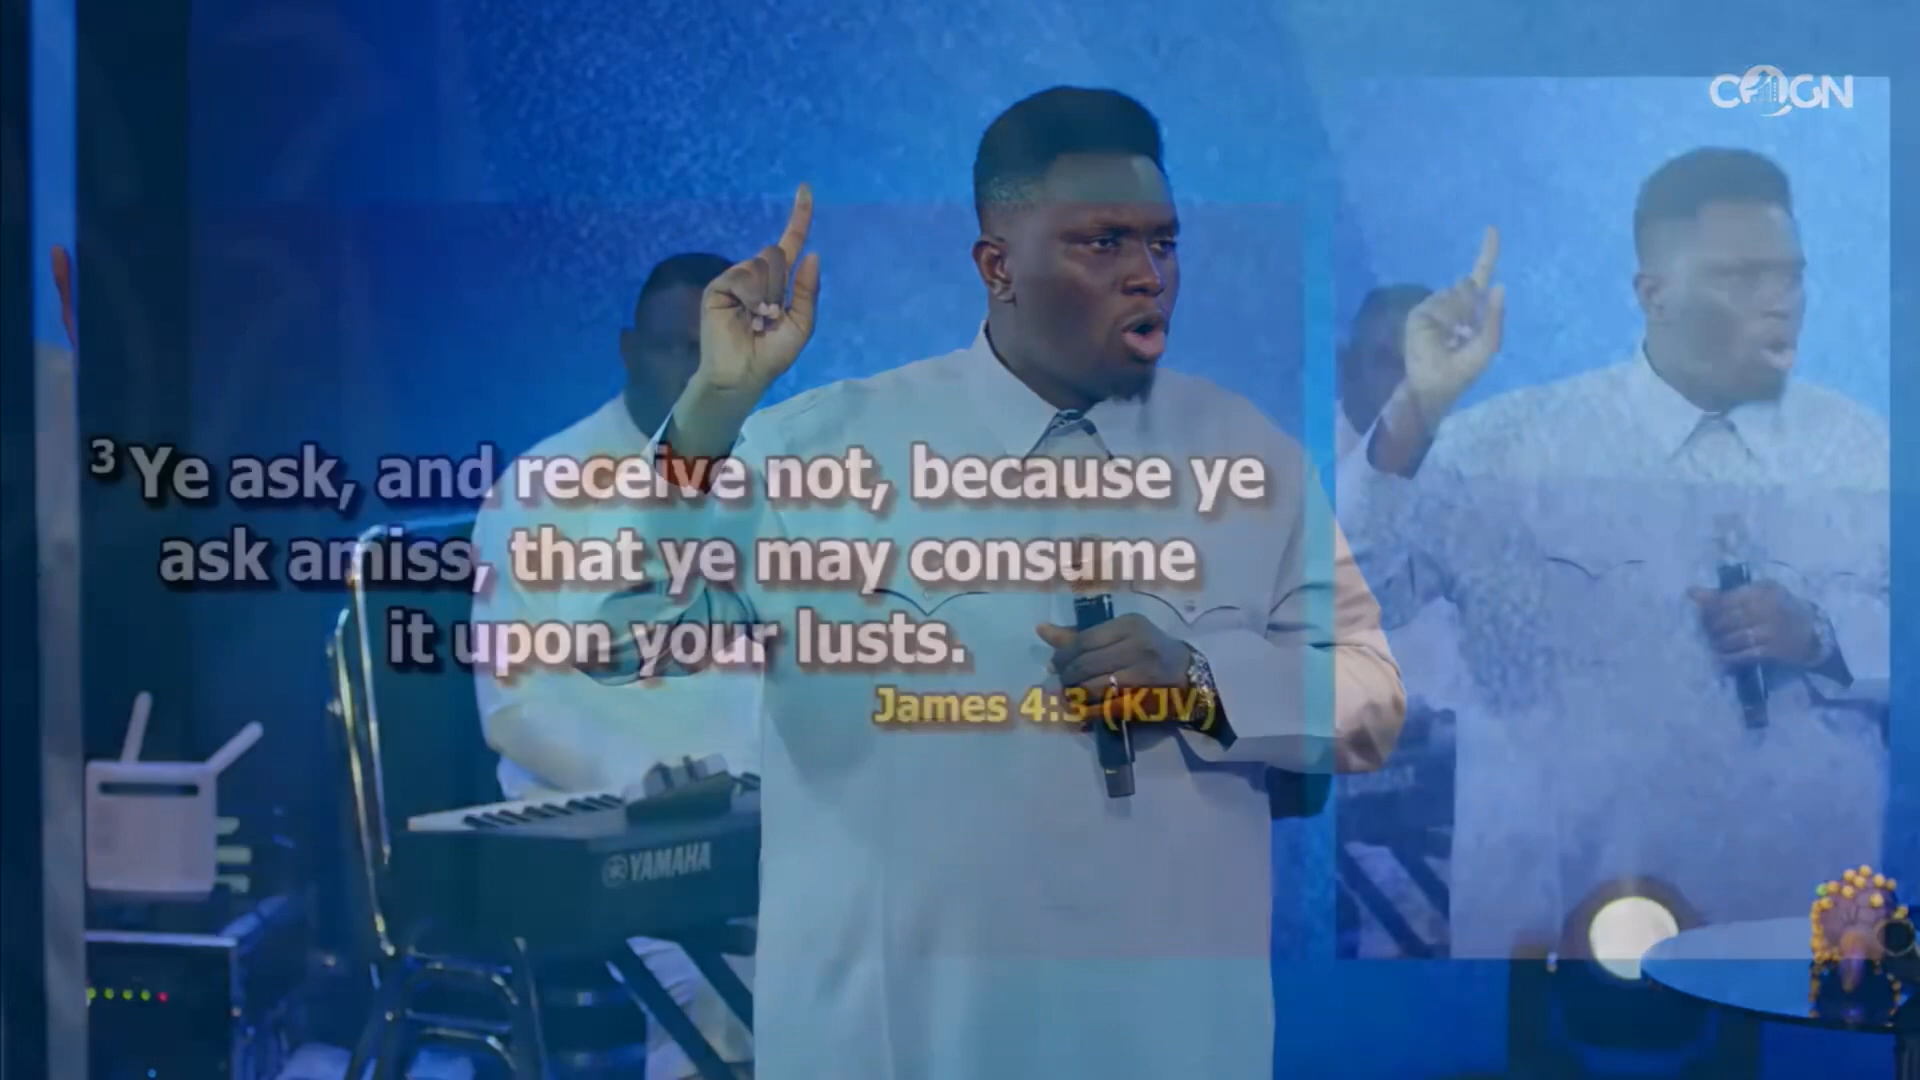 3 Ye ask, and receive not, because ye
ask amiss, that ye may consume
it upon your lusts.
James 4:3 (KJV)
YAMAHA